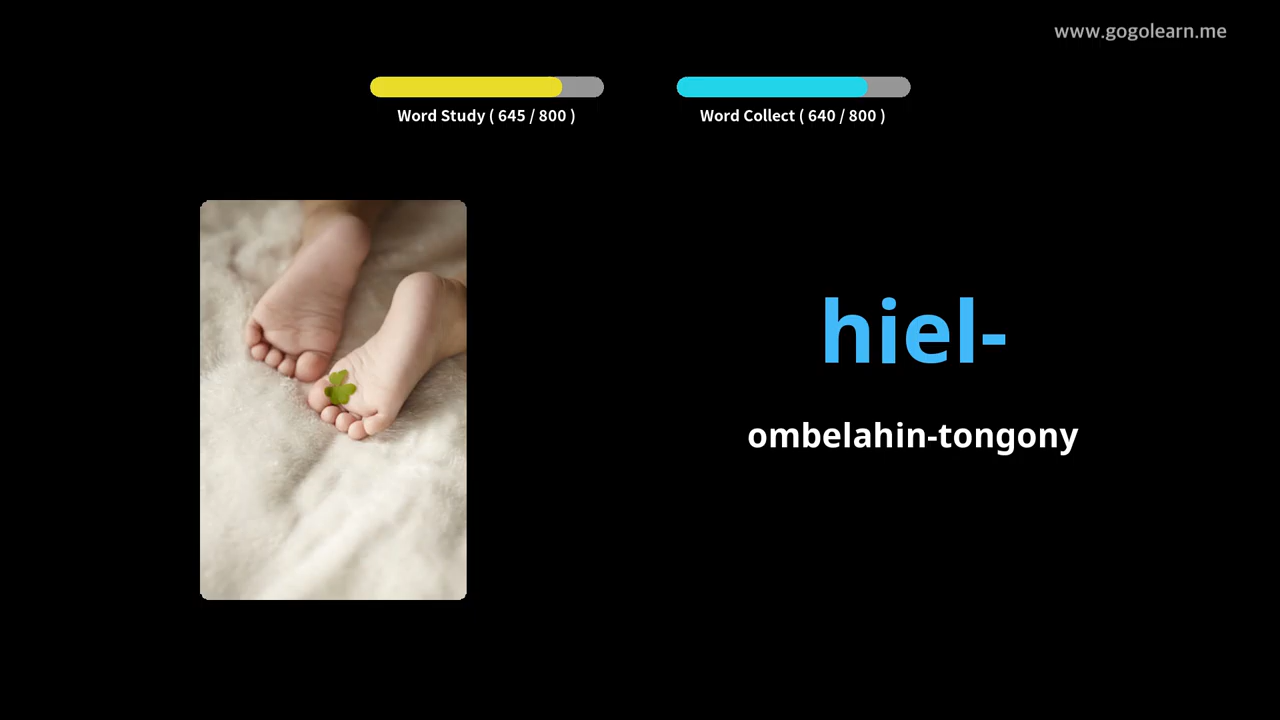 www.gogolearn.me
Word Study ( 645 / 800 )
Word Collect ( 640 / 800 )
hiel-
ombelahin-tongony